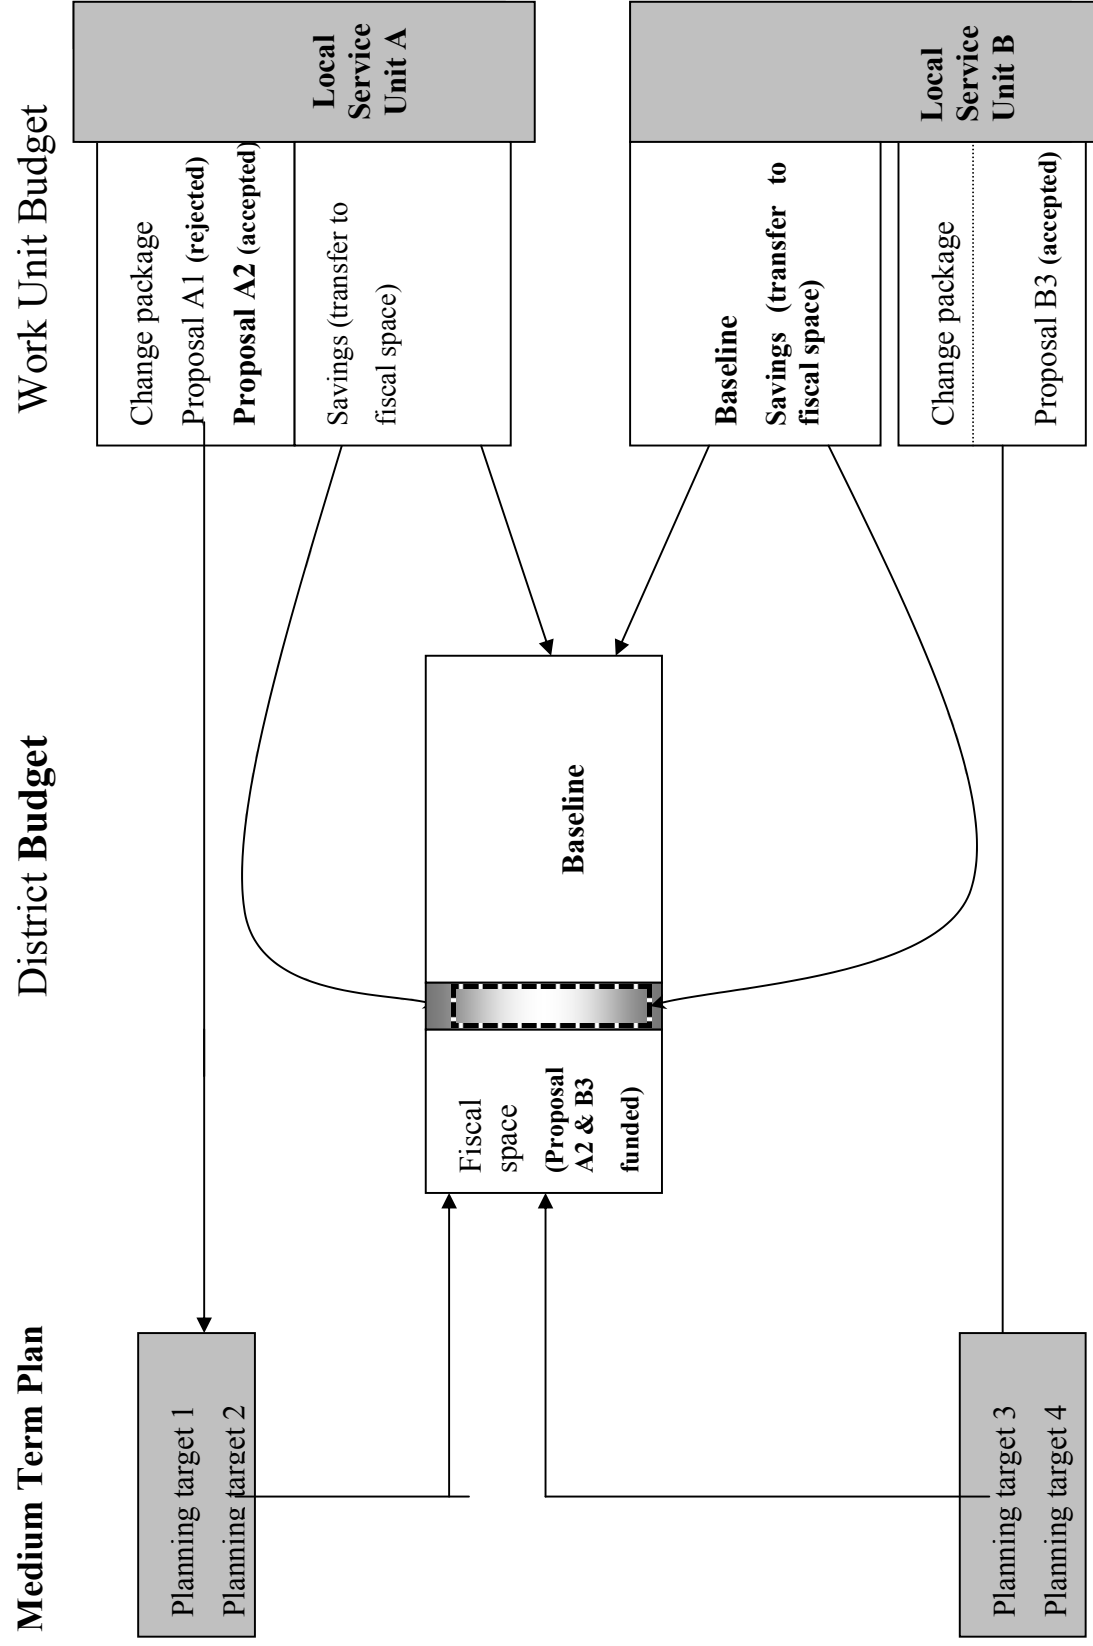 Medium Term Plan
District Budget
Work Unit Budget
Planning target 1
Planning target 2
Change package
Proposal A1 (rejected)
Proposal A2 (accepted)
Savings (transfer to
fiscal space)
Local
Service
Unit A
Fiscal
space
(Proposal
A2 & B3
funded)
Baseline
Baseline
Savings (transfer to
fiscal space)
Local
Service
Unit B
Change package
Proposal B3 (accepted)
Planning target 3
Planning target 4